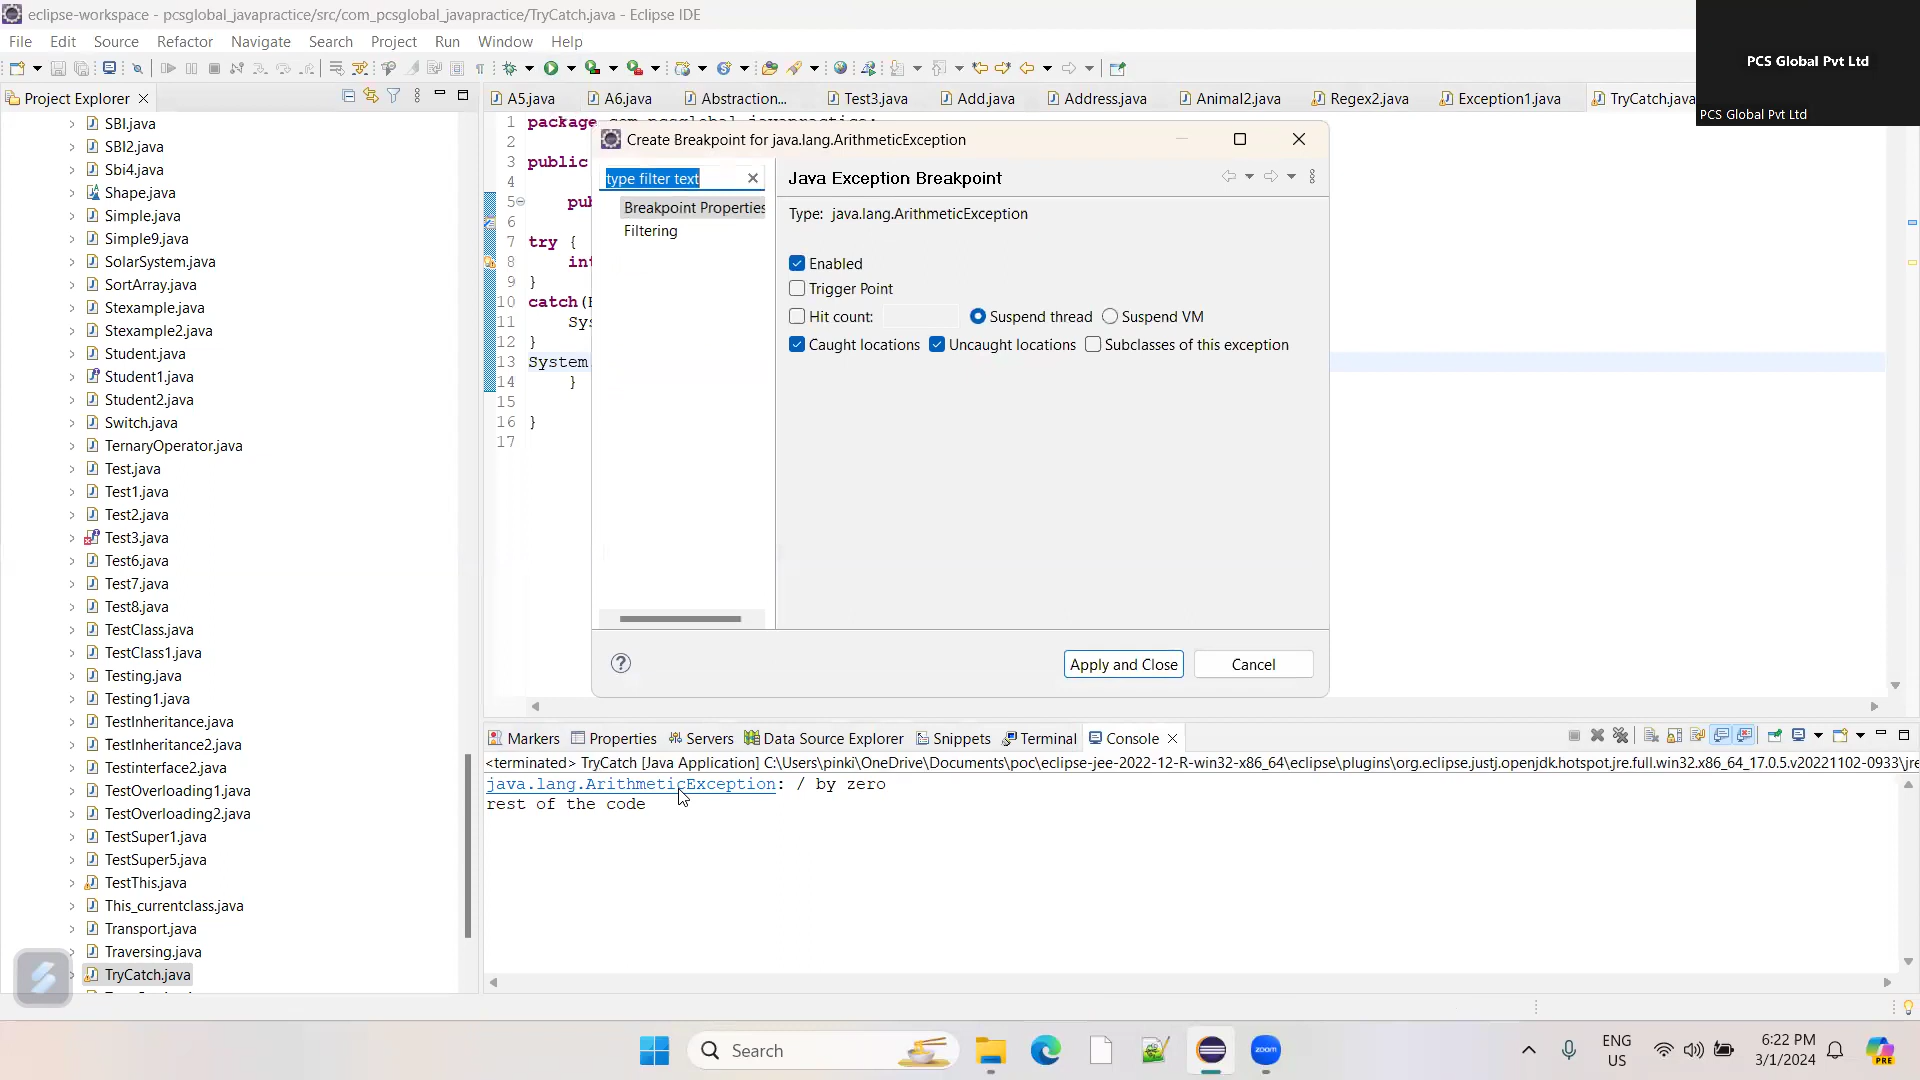 eclipse-workspace - pcsglobal_javapractice/src/com_pcsglobal_javapractice/TryCatch.java - Eclipse IDE
PCS Global Pvt Ltd
PCS Global Pvt Ltd
File Edit Source Refactor Navigate Search Project Run Window Help
Project Explorer
A5.java A6.java Abstraction... Test3.java Add.java Address.java Animal2.java Regex2.java Exception1.java TryCatch.java
SBI.java
SBI2.java
Sbi4.java
Shape.java
Simple.java
Simple9.java
SolarSystem.java
SortArray.java
Stexample.java
Stexample2.java
Student.java
Student1.java
Student2.java
Switch.java
TernaryOperator.java
Test.java
Test1.java
Test2.java
Test3.java
Test6.java
Test7.java
Test8.java
TestClass.java
TestClass1.java
Testing.java
Testing1.java
TestInheritance.java
TestInheritance2.java
Testinterface2.java
TestOverloading1.java
TestOverloading2.java
TestSuper1.java
TestSuper5.java
TestThis.java
This_currentclass.java
Transport.java
Traversing.java
TryCatch.java
1 package com_pcsglobal_javapractice;
2
3 public
4
5 pu
6
7 try {
8 int
9 }
10 catch(
11 Sys
12 }
13 System
14 }
15
16 }
17
Create Breakpoint for java.lang.ArithmeticException
type filter text
Breakpoint Properties
Filtering
Java Exception Breakpoint
Type: java.lang.ArithmeticException
Enabled
Trigger Point
Hit count: Suspend thread Suspend VM
Caught locations Uncaught locations Subclasses of this exception
Apply and Close Cancel
Markers Properties Servers Data Source Explorer Snippets Terminal Console
<terminated> TryCatch [Java Application] C:\Users\pinki\OneDrive\Documents\poc\eclipse-jee-2022-12-R-win32-x86_64\eclipse\plugins\org.eclipse.justj.openjdk.hotspot.jre.full.win32.x86_64_17.0.5.v20221102-0933\jre
java.lang.ArithmeticException: / by zero
rest of the code
Search
zoom
ENG
US
6:22 PM
3/1/2024
PRE